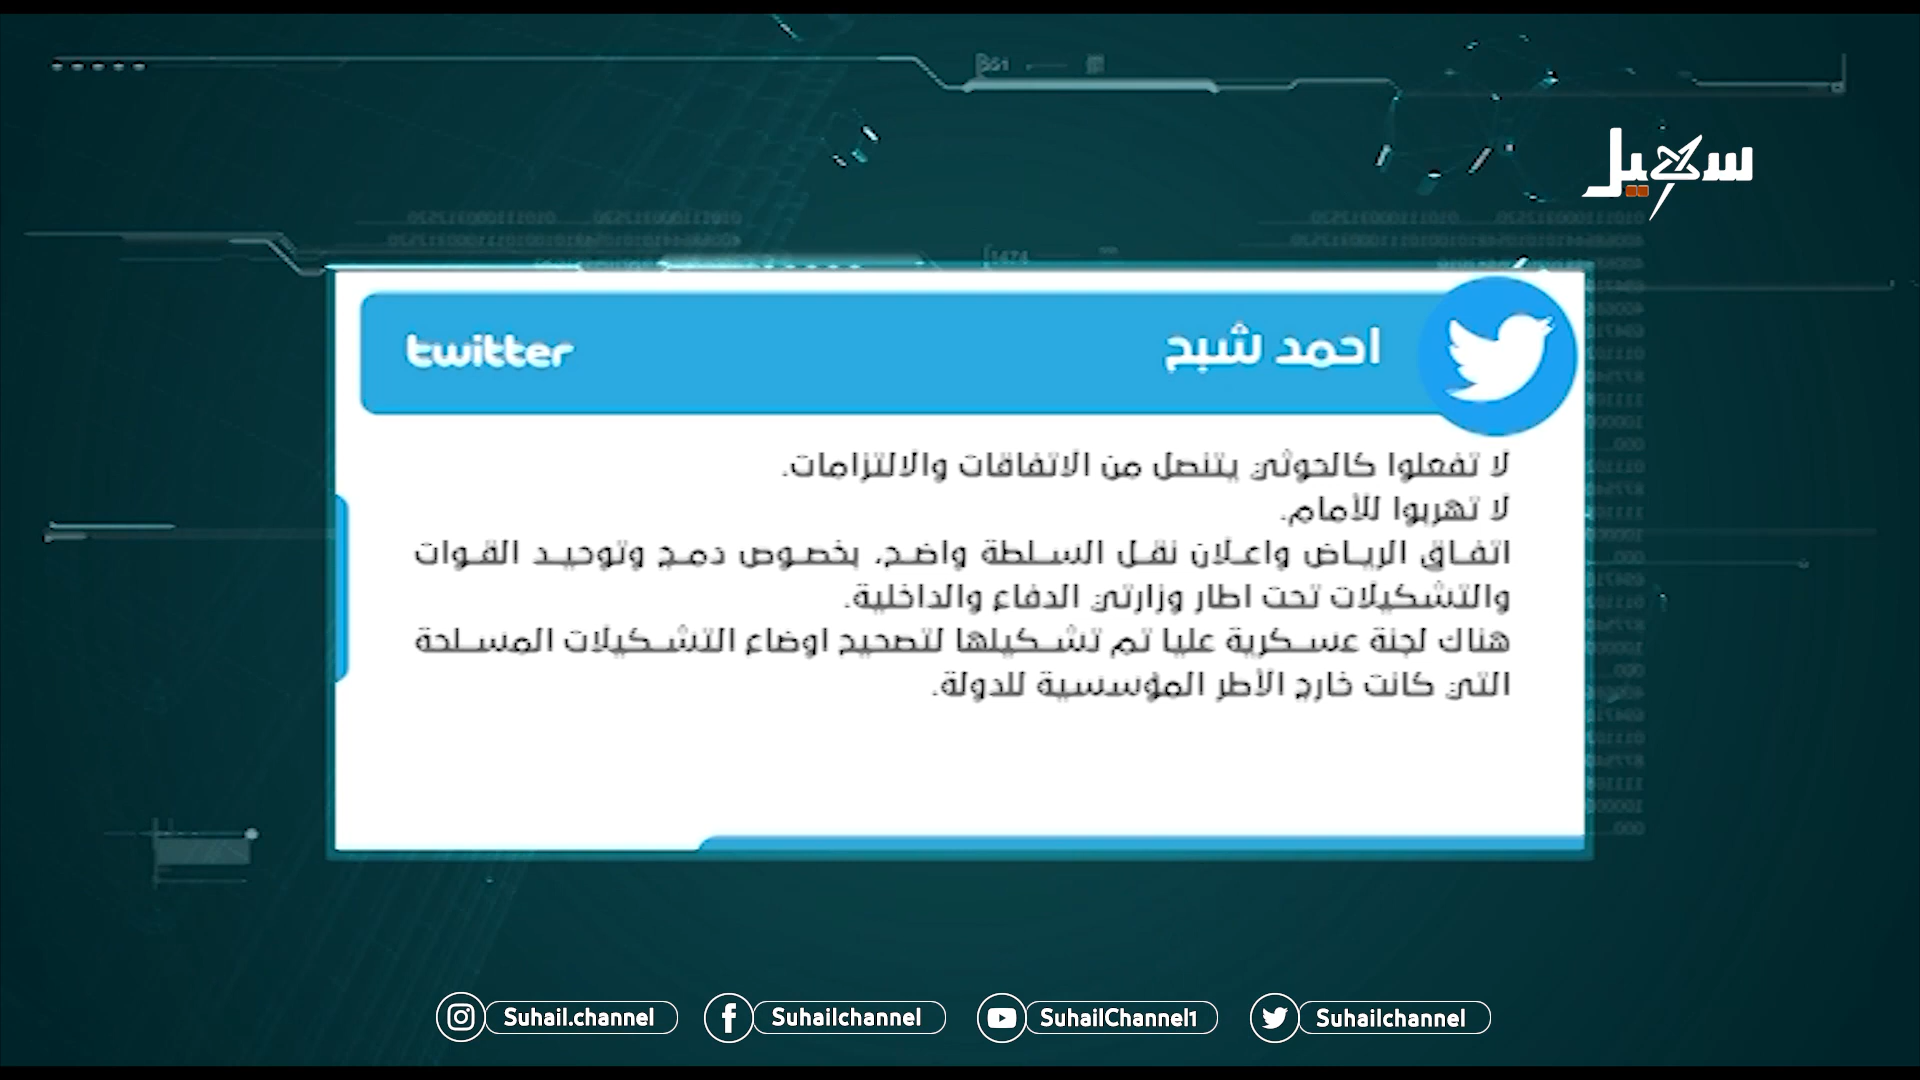 سهيل
احمد شبح
twitter
لا تفعلوا كالحوثي يتنصل من الاتفاقات والالتزامات.
لا تهربوا للأمام.
اتفاق الرياض واعلان نقل السلطة واضح، بخصوص دمج وتوحيد القوات
والتشكيلات تحت اطار وزارتي الدفاع والداخلية.
هناك لجنة عسكرية عليا تم تشكيلها لتصحيح اوضاع التشكيلات المسلحة
التي كانت خارج الأطر المؤسسية للدولة.
Suhail.channel
Suhailchannel
SuhailChannel1
Suhailchannel